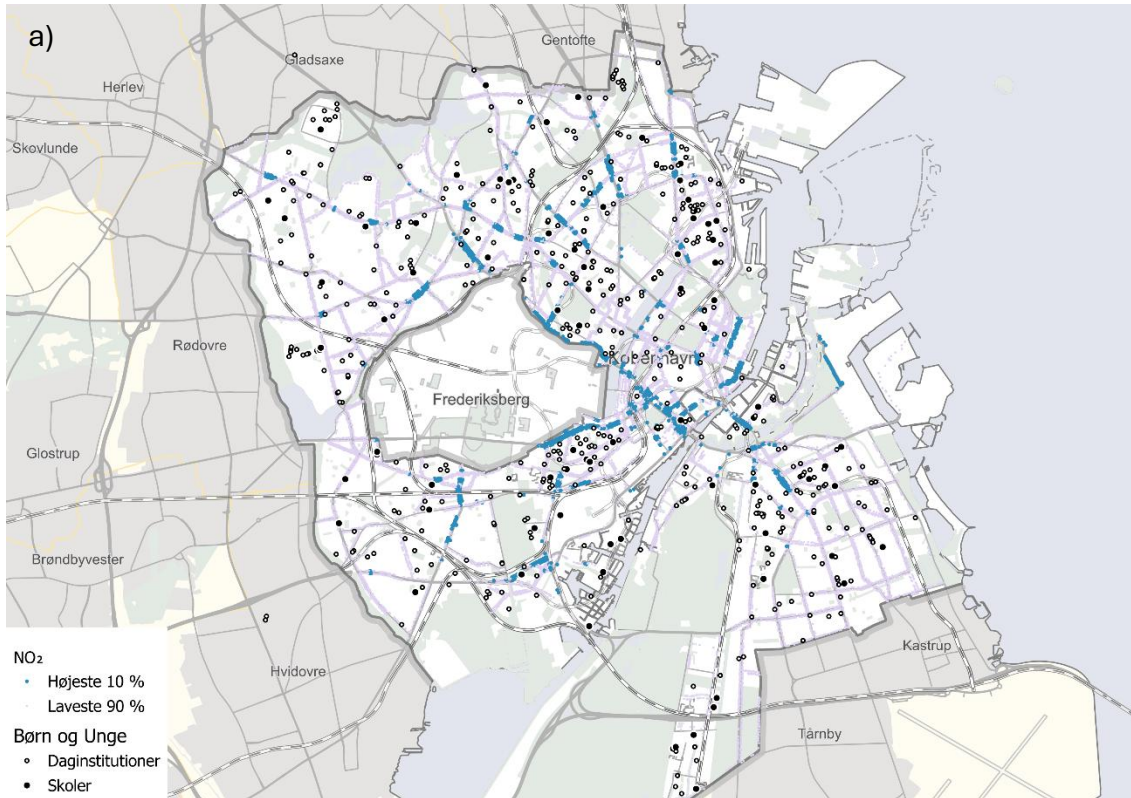 a)
Gentofte
Gladsaxe
Herlev
Skovlunde
Rødovre
København
Frederiksberg
Glostrup
Brøndbyvester
Kastrup
Hvidovre
Tårnby
NO₂
Højeste 10 %
Laveste 90 %
Børn og Unge
Daginstitutioner
Skoler